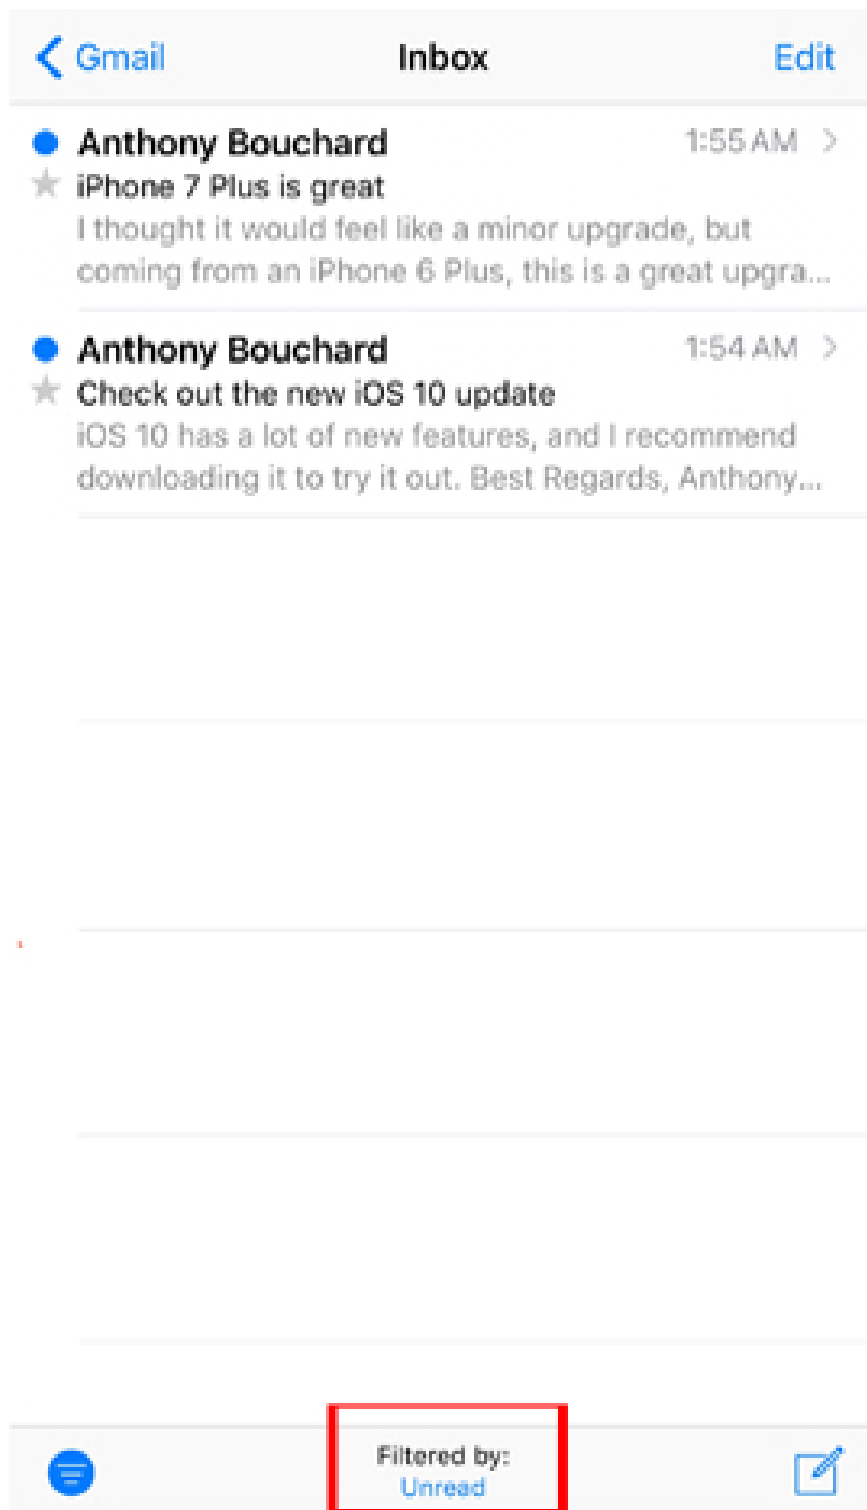 Gmail Inbox Edit
Anthony Bouchard 1:55 AM
iPhone 7 Plus is great
I thought it would feel like a minor upgrade, but
coming from an iPhone 6 Plus, this is a great upgra...
Anthony Bouchard 1:54 AM
Check out the new iOS 10 update
iOS 10 has a lot of new features, and I recommend
downloading it to try it out. Best Regards, Anthony...
Filtered by:
Unread